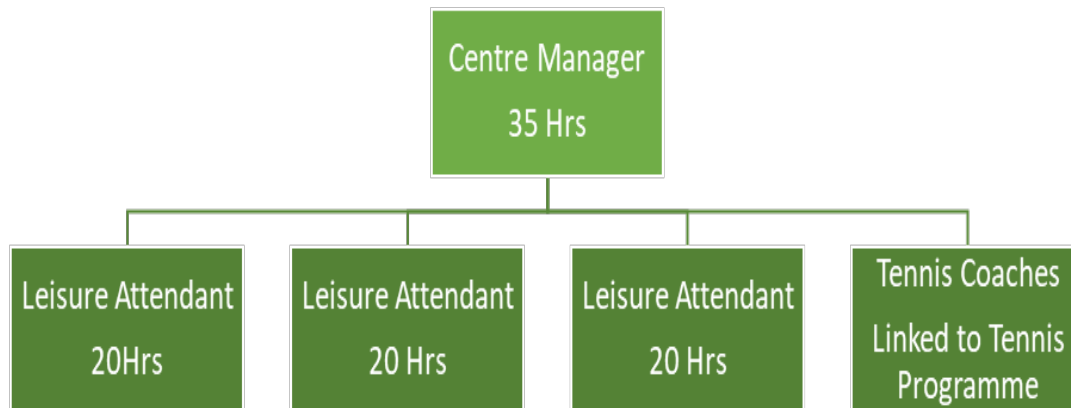 Centre Manager
35 Hrs
Leisure Attendant
20Hrs
Leisure Attendant
20 Hrs
Leisure Attendant
20 Hrs
Tennis Coaches
Linked to Tennis
Programme